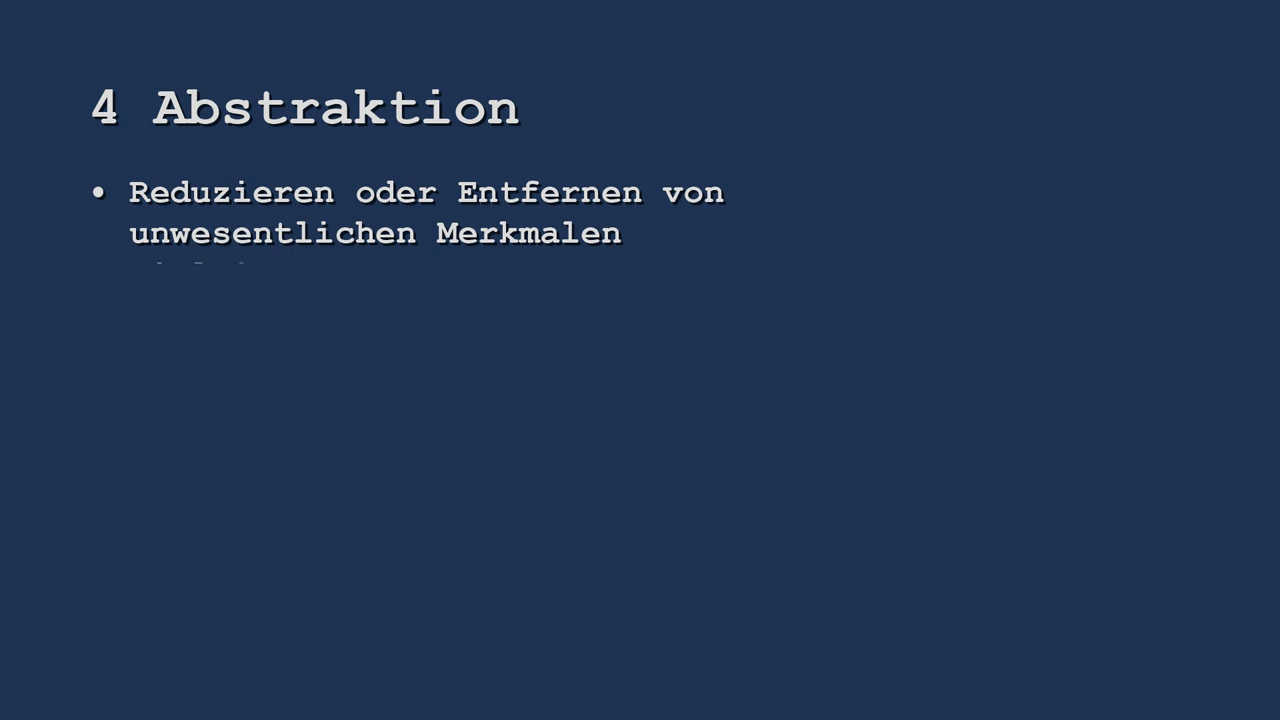 4 Abstraktion
• Reduzieren oder Entfernen von
unwesentlichen Merkmalen